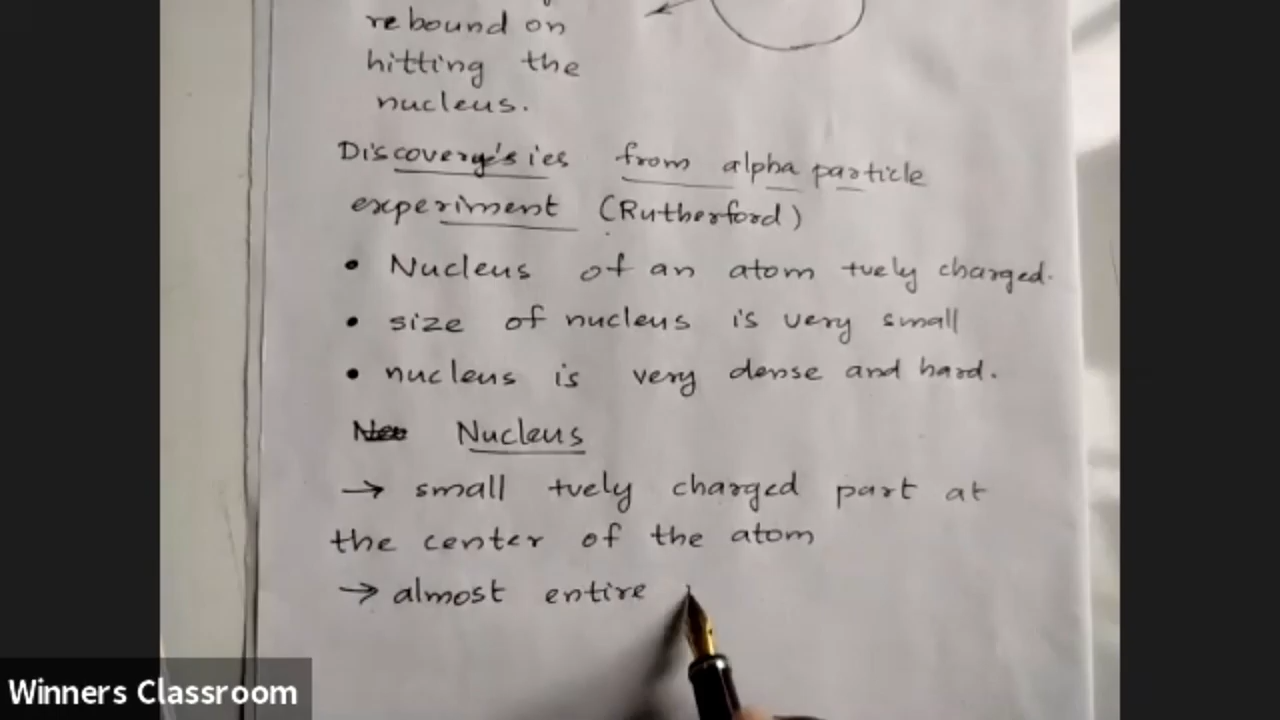 rebound on
hitting the
nucleus.
Discoveries from alpha particle
experiment (Rutherford)
• Nucleus of an atom +vely charged.
• size of nucleus is very small
• nucleus is very dense and hard.
Nucleus
→ small +vely charged part at
the center of the atom
→ almost entire
Winners Classroom